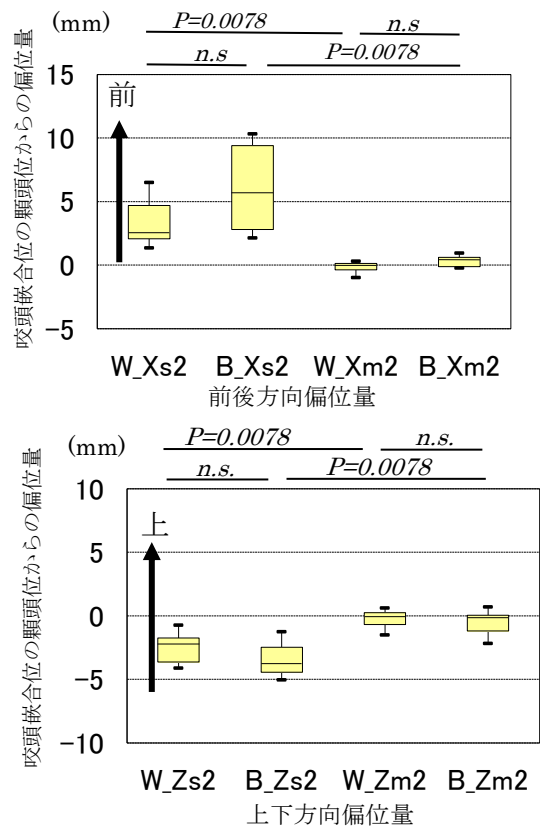 (mm)
P=0.0078
n.s
n.s
P=0.0078
咬頭嵌合位の顆頭位からの偏位量
15
前
10
5
0
−5
W_Xs2 B_Xs2 W_Xm2 B_Xm2
前後方向偏位量
(mm)
P=0.0078
n.s.
n.s.
P=0.0078
咬頭嵌合位の顆頭位からの偏位量
10
上
5
0
−5
−10
W_Zs2 B_Zs2 W_Zm2 B_Zm2
上下方向偏位量